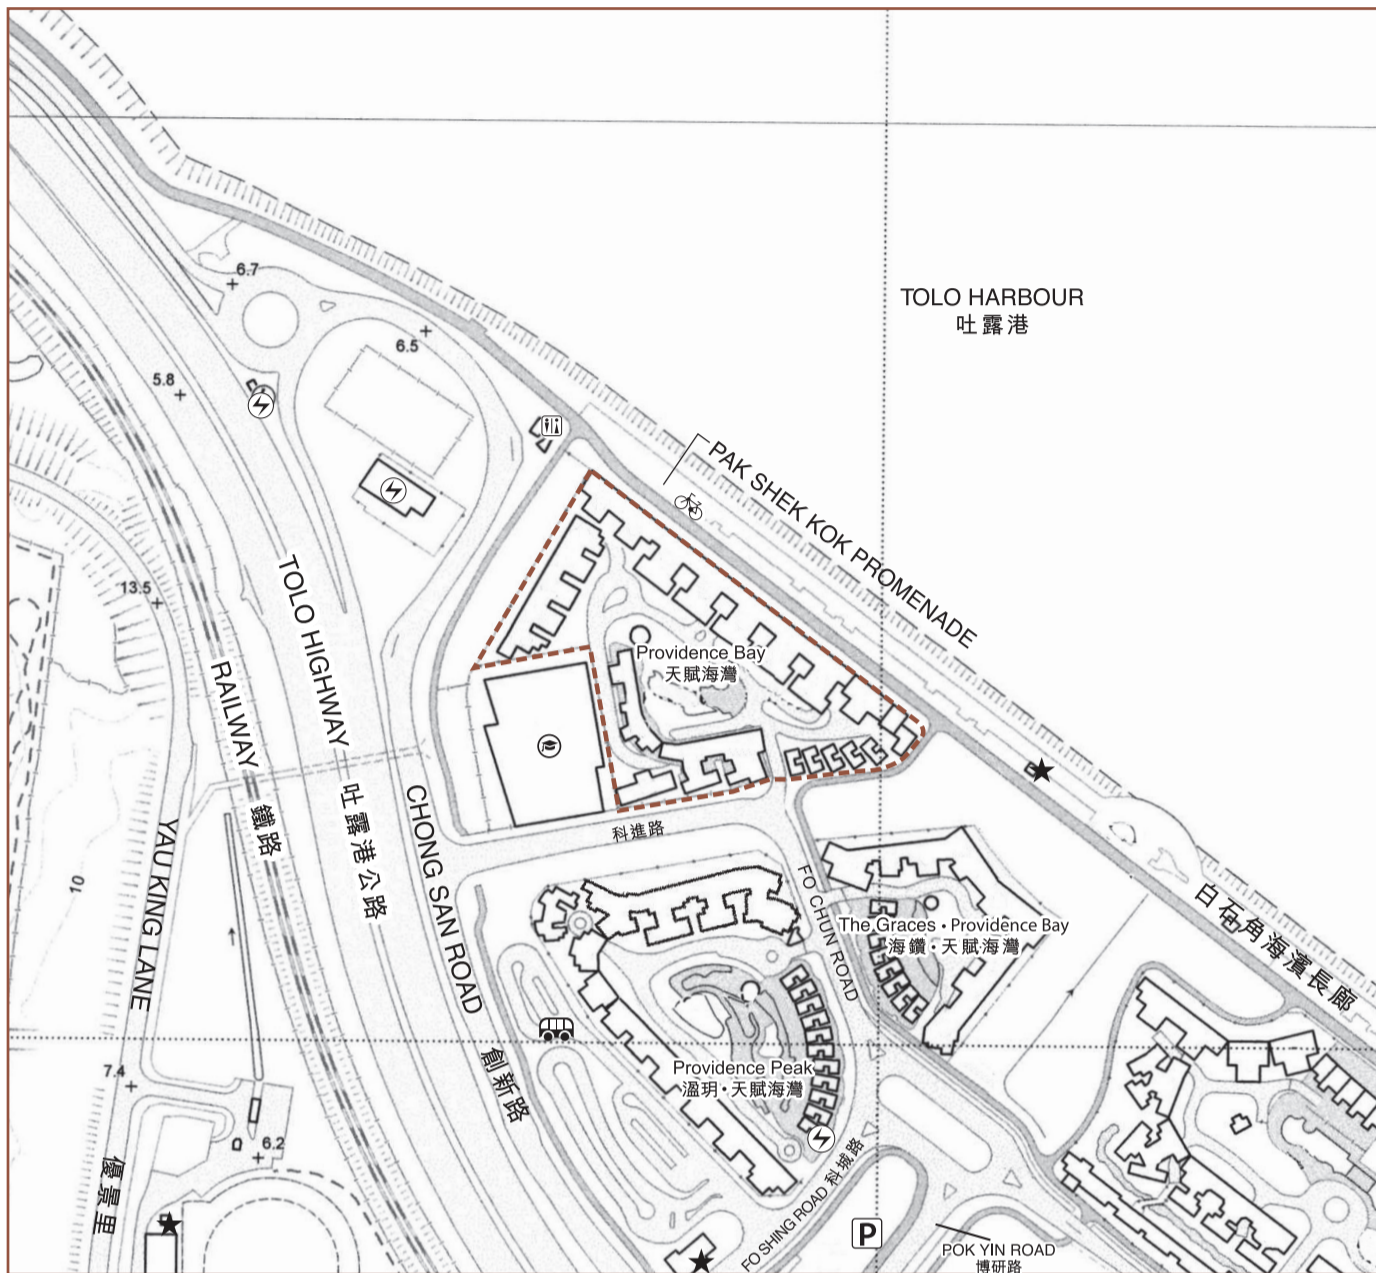 6.7
6.5
5.8
13.5
10
7.4
6.2
TOLO HARBOUR
吐露港
PAK SHEK KOK PROMENADE
白石角海濱長廊
TOLO HIGHWAY 吐露港公路
RAILWAY 鐵路
Providence Bay
天賦海灣
科進路
CHONG SAN ROAD 創新路
YAU KING LANE
優景里
FO CHUN ROAD
The Graces・Providence Bay
海鑽・天賦海灣
Providence Peak
溋玥・天賦海灣
FO SHING ROAD 科城路
P
POK YIN ROAD
博研路